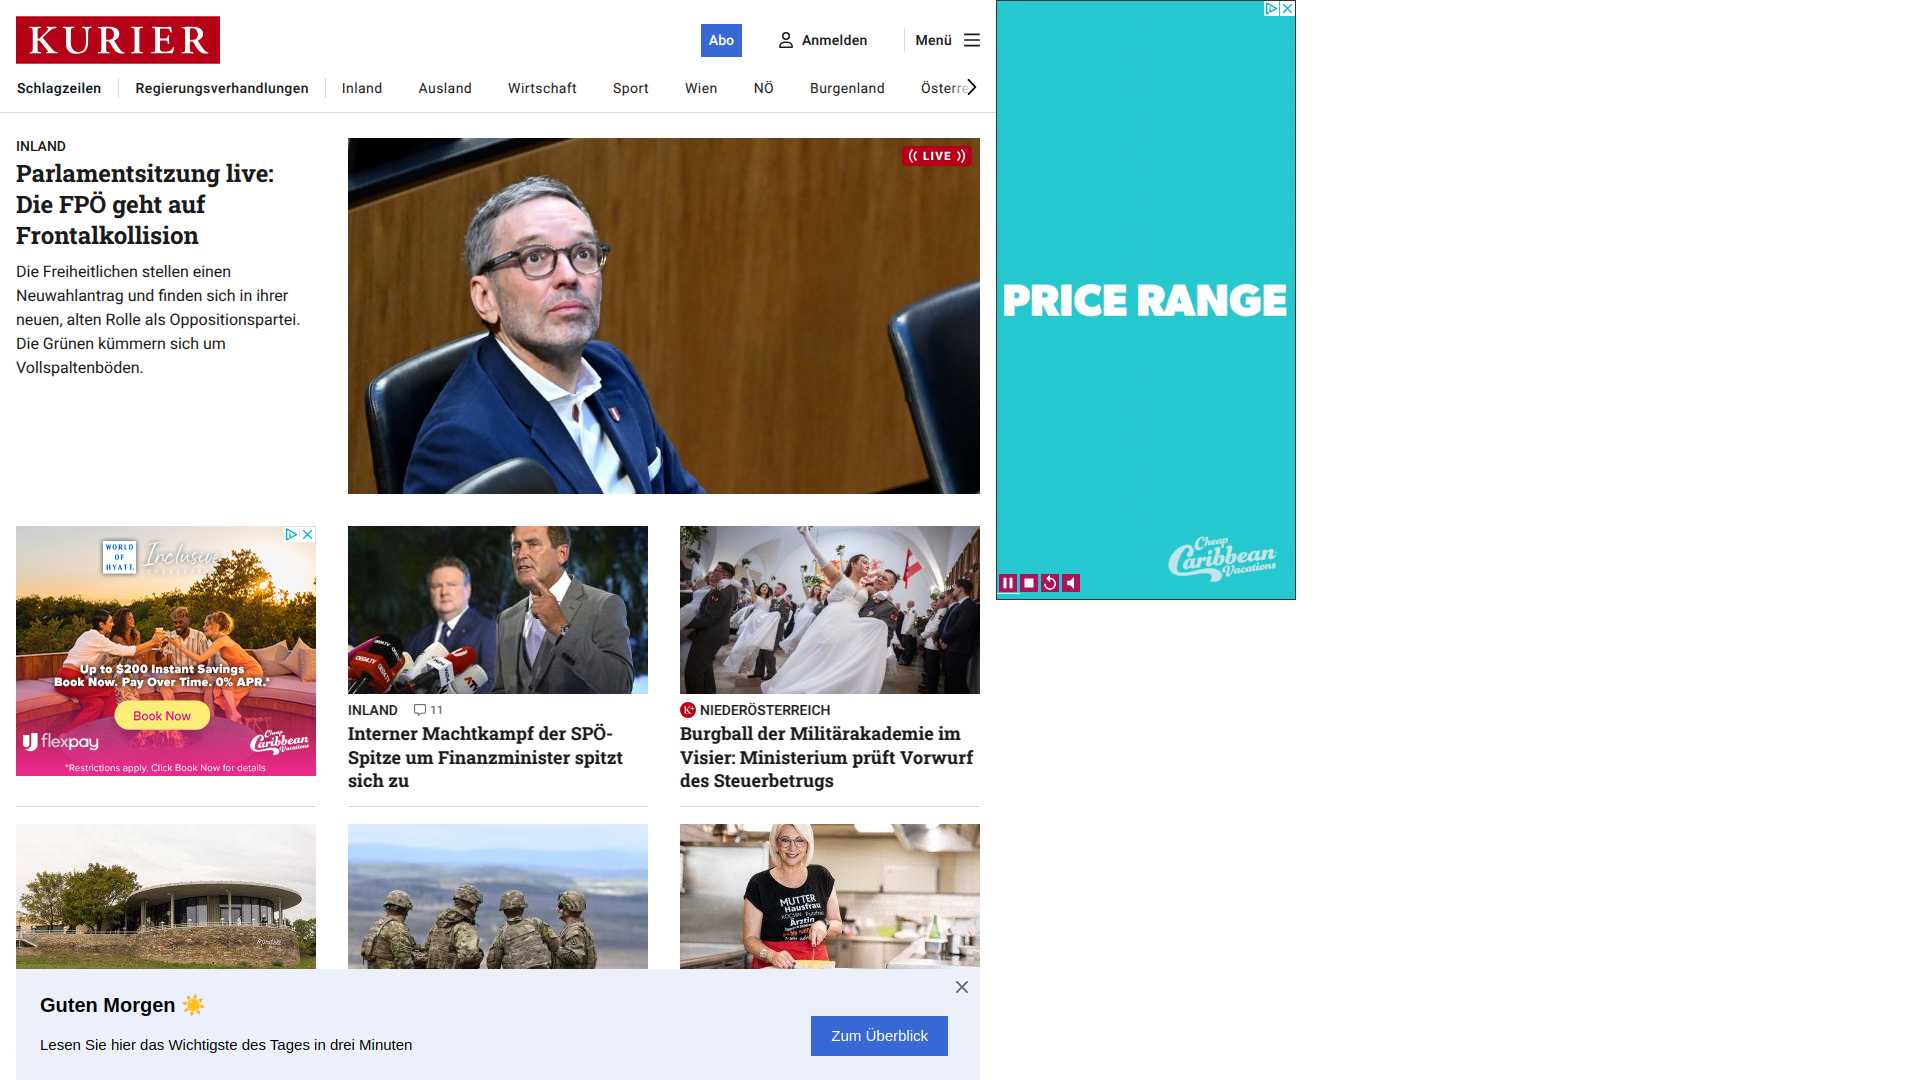 KURIER
Abo
Anmelden
Menü
Schlagzeilen
Regierungsverhandlungen
Inland
Ausland
Wirtschaft
Sport
Wien
NÖ
Burgenland
Österre
INLAND
Parlamentsitzung live:
Die FPÖ geht auf
Frontalkollision
Die Freiheitlichen stellen einen
Neuwahlantrag und finden sich in ihrer
neuen, alten Rolle als Oppositionspartei.
Die Grünen kümmern sich um
Vollspaltenböden.
LIVE
PRICE RANGE
Cheap
Caribbean
Vacations
WORLD
OF
HYATT
Inclusive
Up to $200 Instant Savings
Book Now. Pay Over Time. 0% APR.*
Book Now
flexpay
Cheap
Caribbean
Vacations
*Restrictions apply. Click Book Now for details
INLAND 11
Interner Machtkampf der SPÖ-
Spitze um Finanzminister spitzt
sich zu
K+ NIEDERÖSTERREICH
Burgball der Militärakademie im
Visier: Ministerium prüft Vorwurf
des Steuerbetrugs
MUTTER
Hausfrau
Ärztin
Guten Morgen ☀️
Lesen Sie hier das Wichtigste des Tages in drei Minuten
Zum Überblick